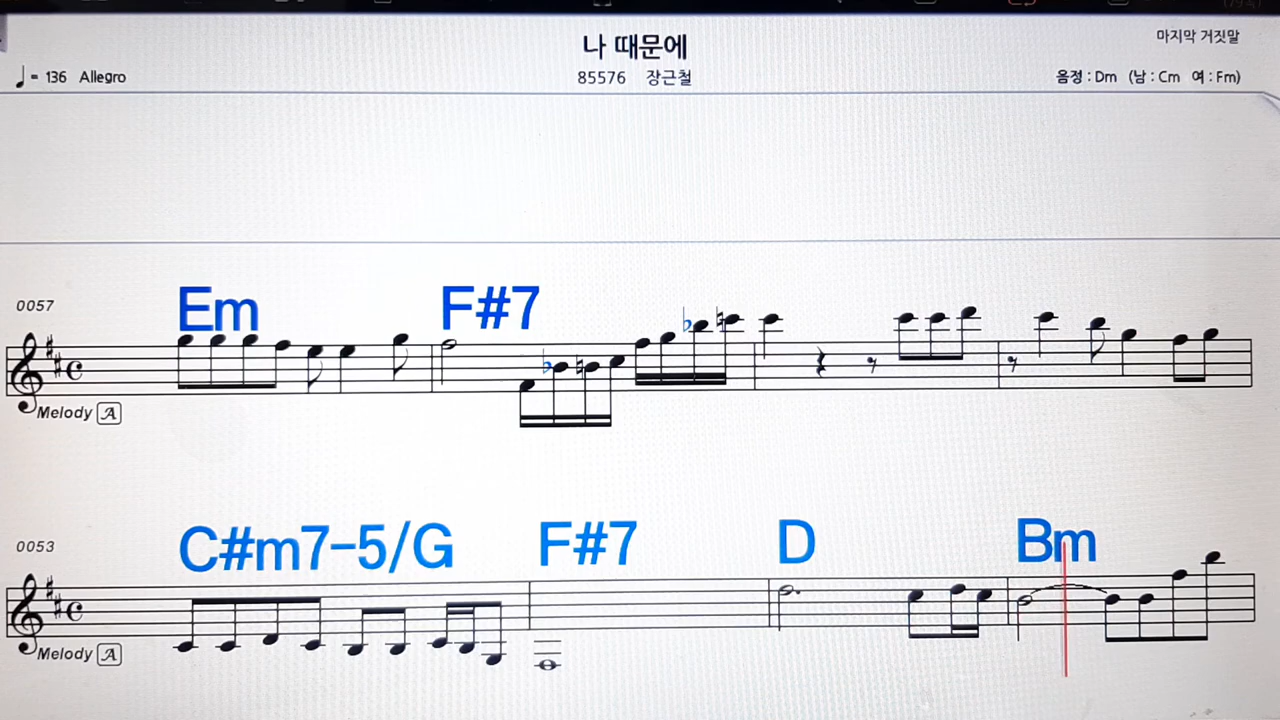 나 때문에
마지막 거짓말
♩= 136 Allegro
85576 장근철
음정 : Dm (남 : Cm 여 : Fm)
0057
Em F#7
Melody A
0053
C#m7-5/G F#7 D Bm
Melody A